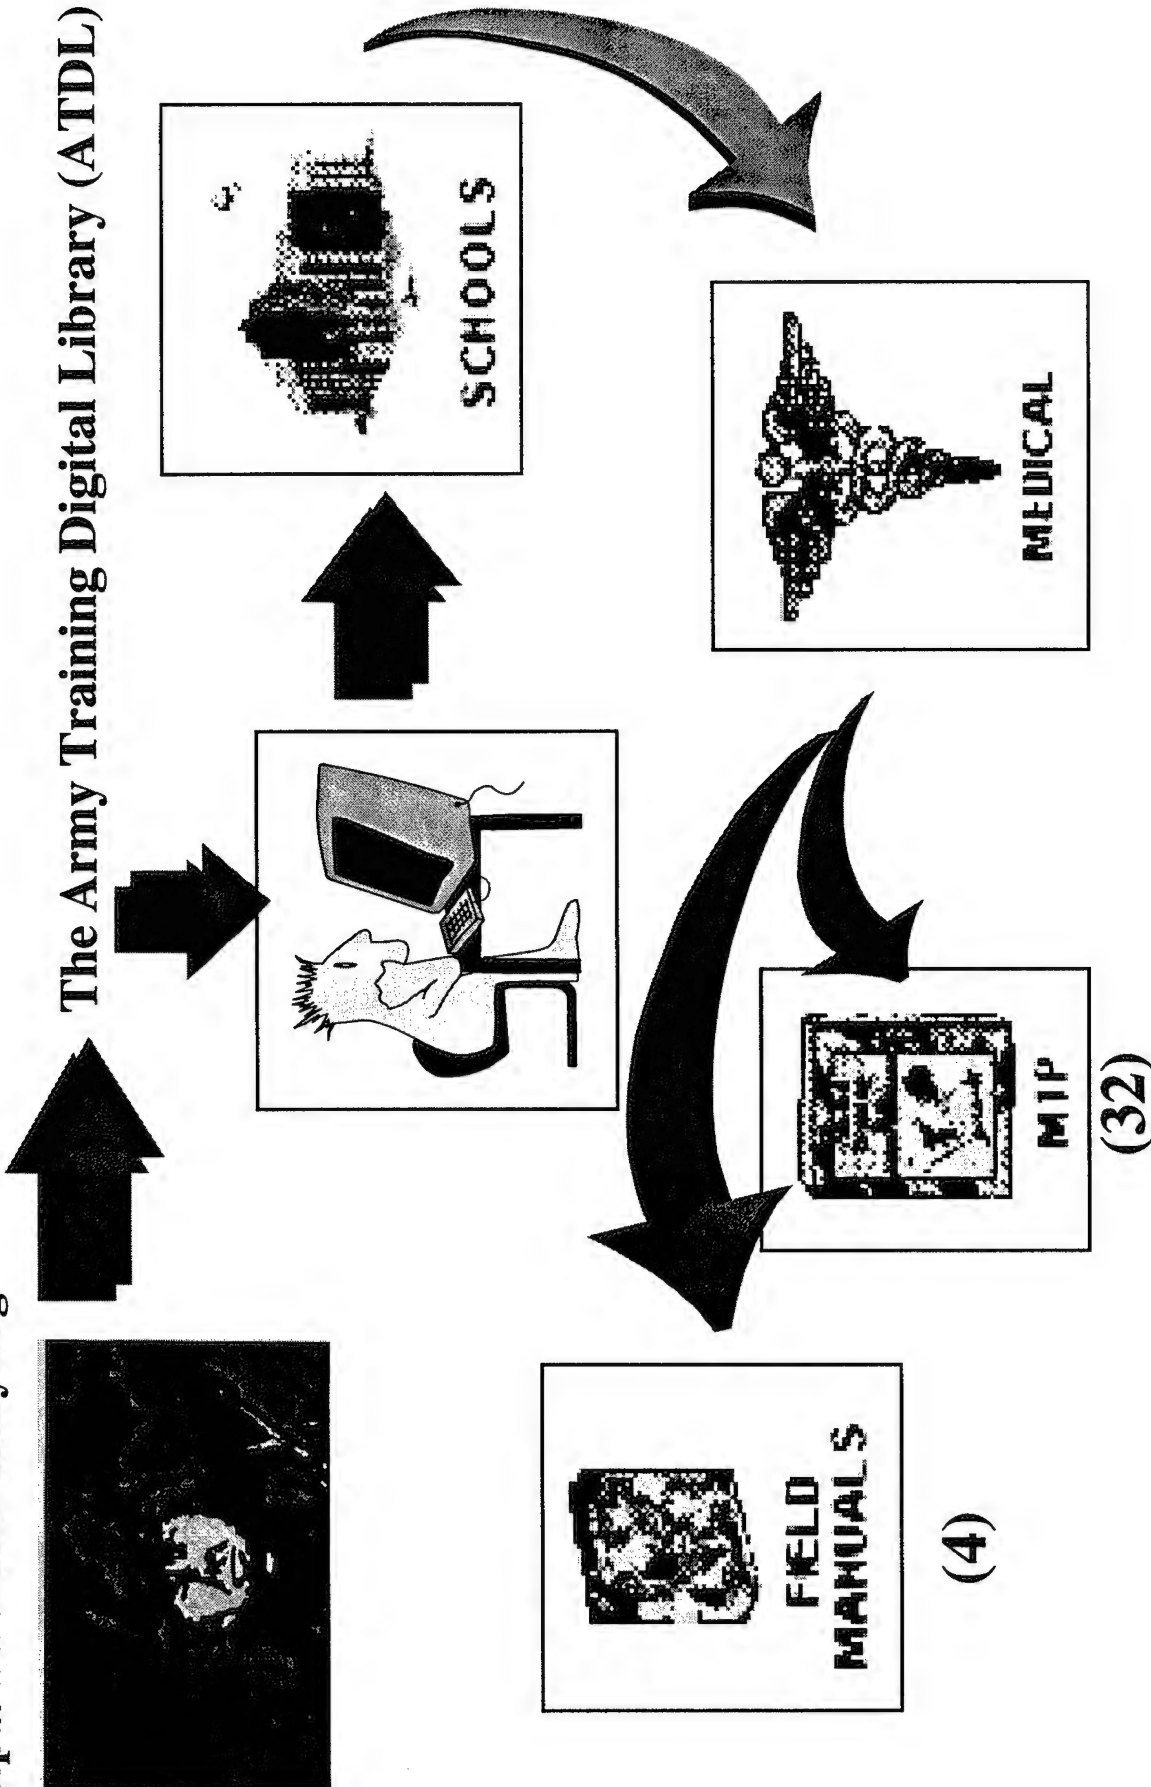 The Army Training Digital Library (ATDL)
SCHOOLS
MEDICAL
MTP
(32)
FIELD
MANUALS
(4)